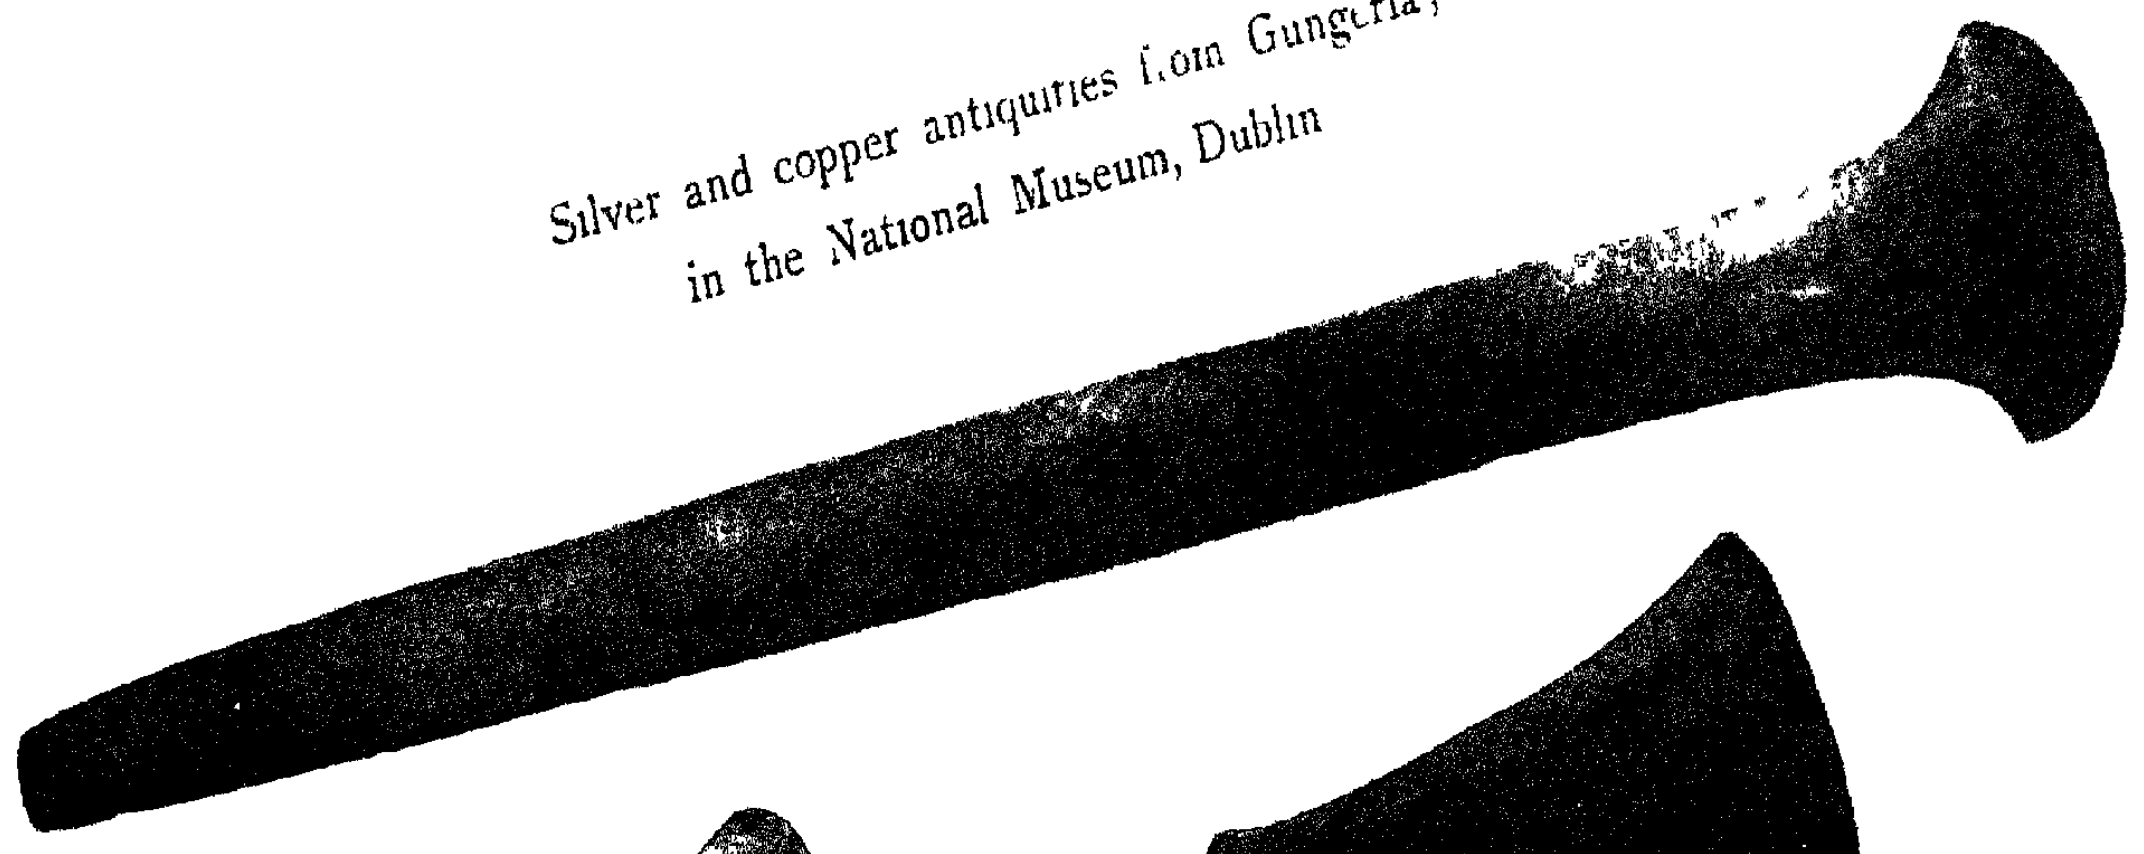 Silver and copper antiquities from Gungeria,
in the National Museum, Dublin